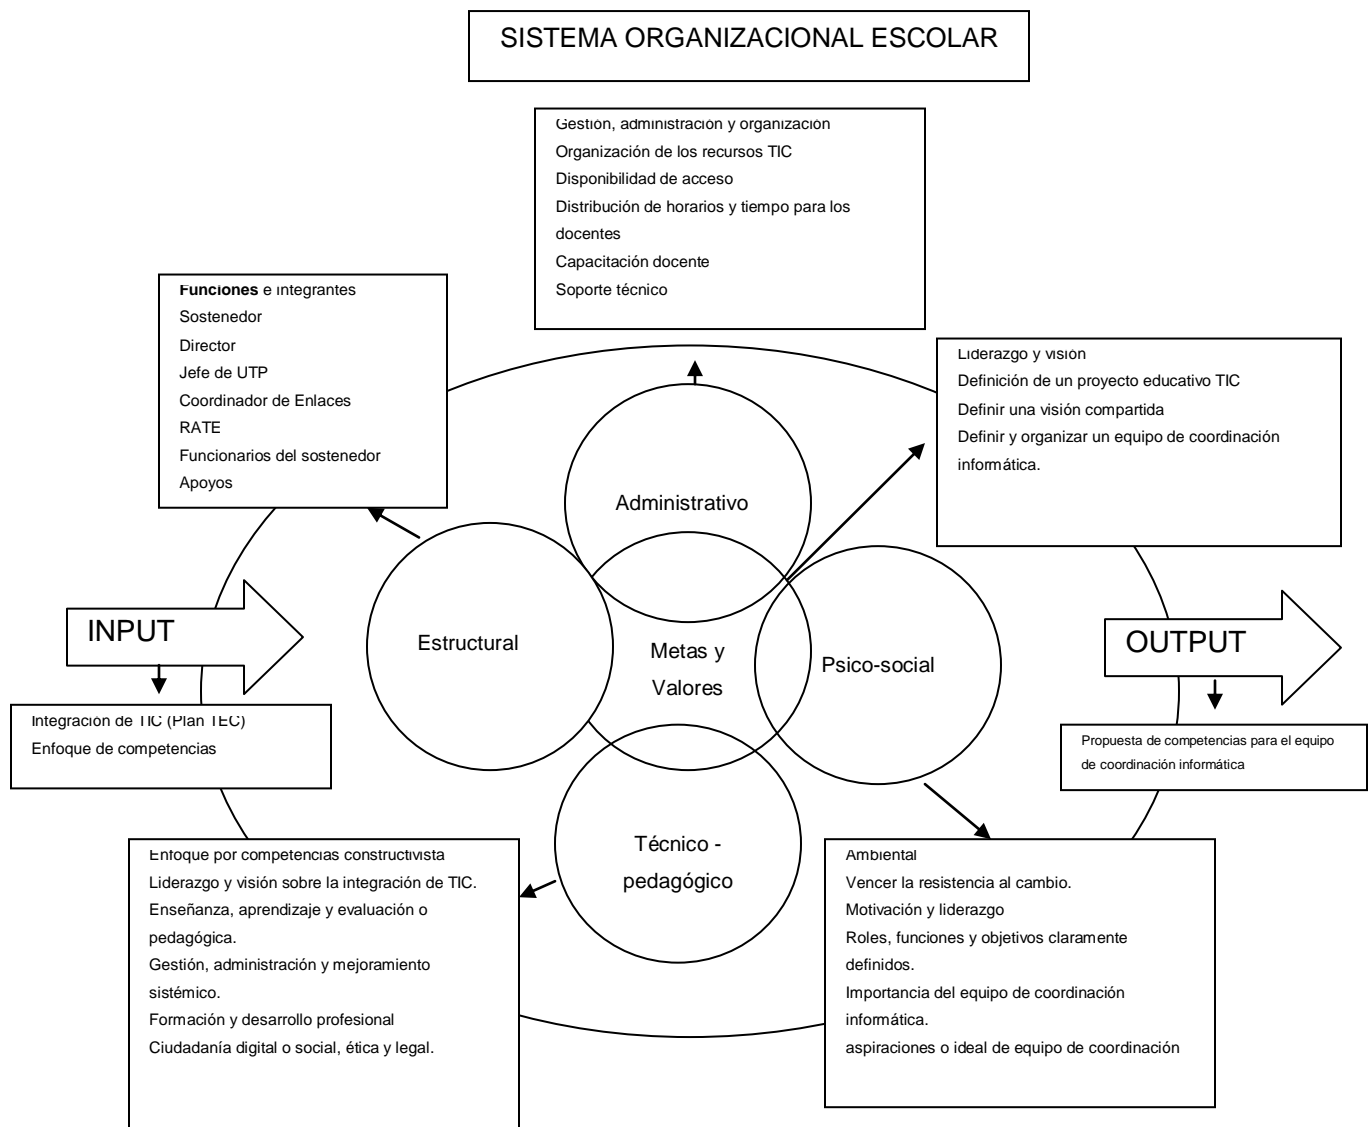 SISTEMA ORGANIZACIONAL ESCOLAR
Gestión, administración y organización
Organización de los recursos TIC
Disponibilidad de acceso
Distribución de horarios y tiempo para los
docentes
Capacitación docente
Soporte técnico
Funciones e integrantes
Sostenedor
Director
Jefe de UTP
Coordinador de Enlaces
RATE
Funcionarios del sostenedor
Apoyos
Liderazgo y visión
Definición de un proyecto educativo TIC
Definir una visión compartida
Definir y organizar un equipo de coordinación
informática.
Administrativo
Estructural
Metas y
Valores
Psico-social
Técnico -
pedagógico
INPUT
Integración de TIC (Plan TEC)
Enfoque de competencias
OUTPUT
Propuesta de competencias para el equipo
de coordinación informática
Enfoque por competencias constructivista
Liderazgo y visión sobre la integración de TIC.
Enseñanza, aprendizaje y evaluación o
pedagógica.
Gestión, administración y mejoramiento
sistémico.
Formación y desarrollo profesional
Ciudadanía digital o social, ética y legal.
Ambiental
Vencer la resistencia al cambio.
Motivación y liderazgo
Roles, funciones y objetivos claramente
definidos.
Importancia del equipo de coordinación
informática.
aspiraciones o ideal de equipo de coordinación